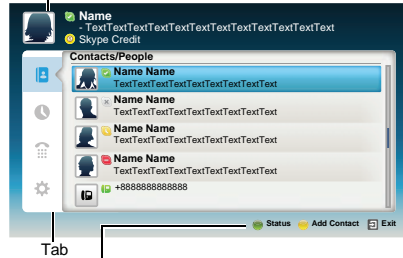 Name
- TextTextTextTextTextTextTextTextTextText
Skype Credit
Contacts/People
Name Name
TextTextTextTextTextTextTextText
Name Name
TextTextTextTextTextTextTextText
Name Name
TextTextTextTextTextTextTextText
Name Name
TextTextTextTextTextTextTextText
+8888888888888
Status Add Contact Exit
Tab